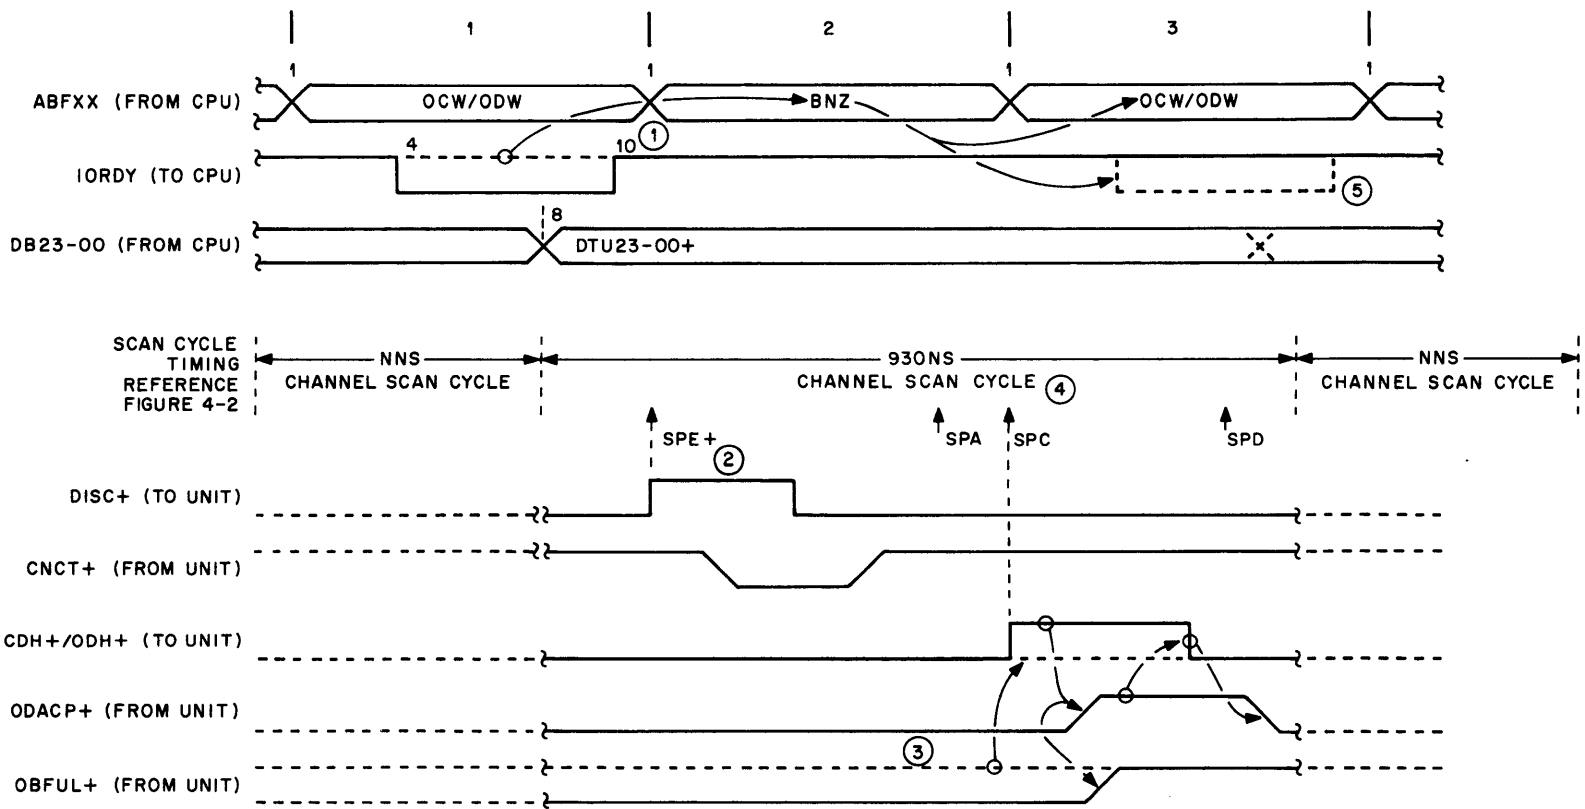 1 2 3
1 1 1 1
ABFXX (FROM CPU) OCW/ODW BNZ OCW/ODW
1
4 10
IORDY (TO CPU) 5
8
DB23-00 (FROM CPU) DTU23-00+
SCAN CYCLE
TIMING
REFERENCE
FIGURE 4-2
NNS
CHANNEL SCAN CYCLE
930NS
CHANNEL SCAN CYCLE 4
NNS
CHANNEL SCAN CYCLE
SPE+ SPA SPC SPD
2
DISC+ (TO UNIT)
CNCT+ (FROM UNIT)
CDH+/ODH+ (TO UNIT)
ODACP+ (FROM UNIT)
3
OBFUL+ (FROM UNIT)